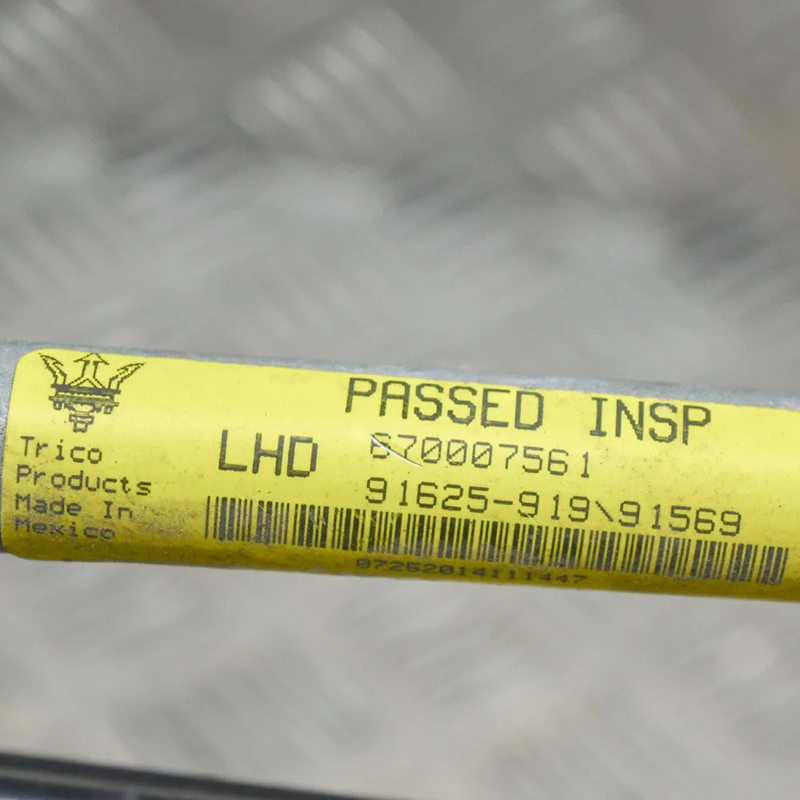 Trico
Products
Made In
Mexico
PASSED INSP
LHD 670007561
91625-919\91569
07252014111447